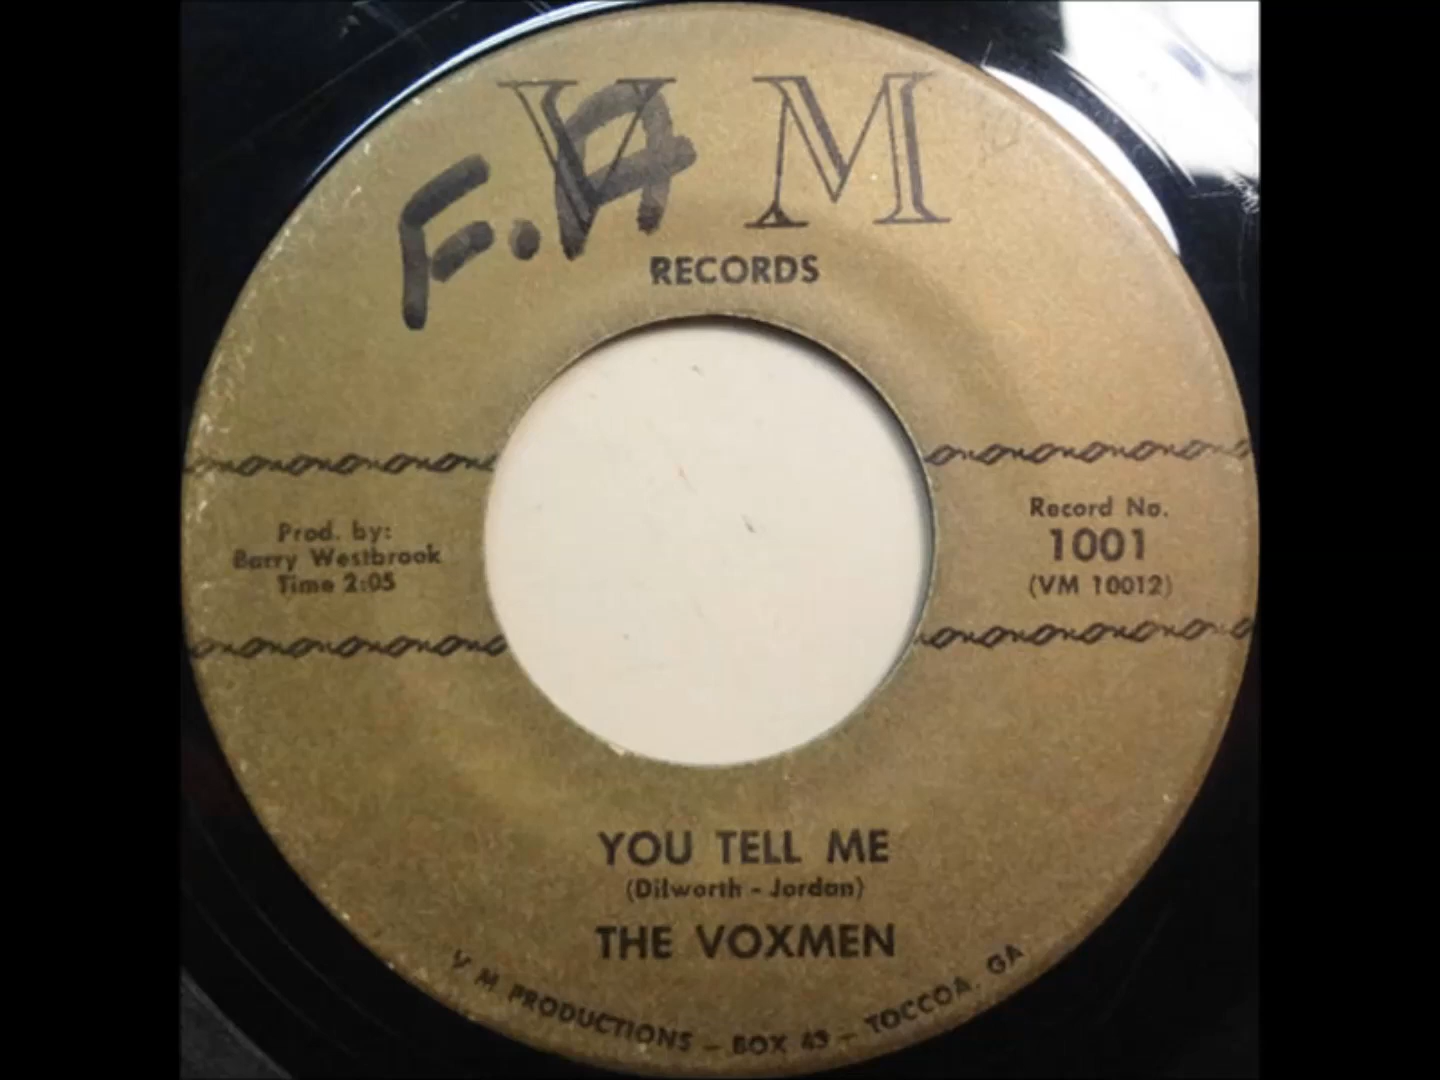 V M
F.A
RECORDS
Prod. by:
Barry Westbrook
Time 2:05
Record No.
1001
(VM 10012)
YOU TELL ME
(Dilworth - Jordan)
THE VOXMEN
V M PRODUCTIONS - BOX 43 - TOCCOA, GA